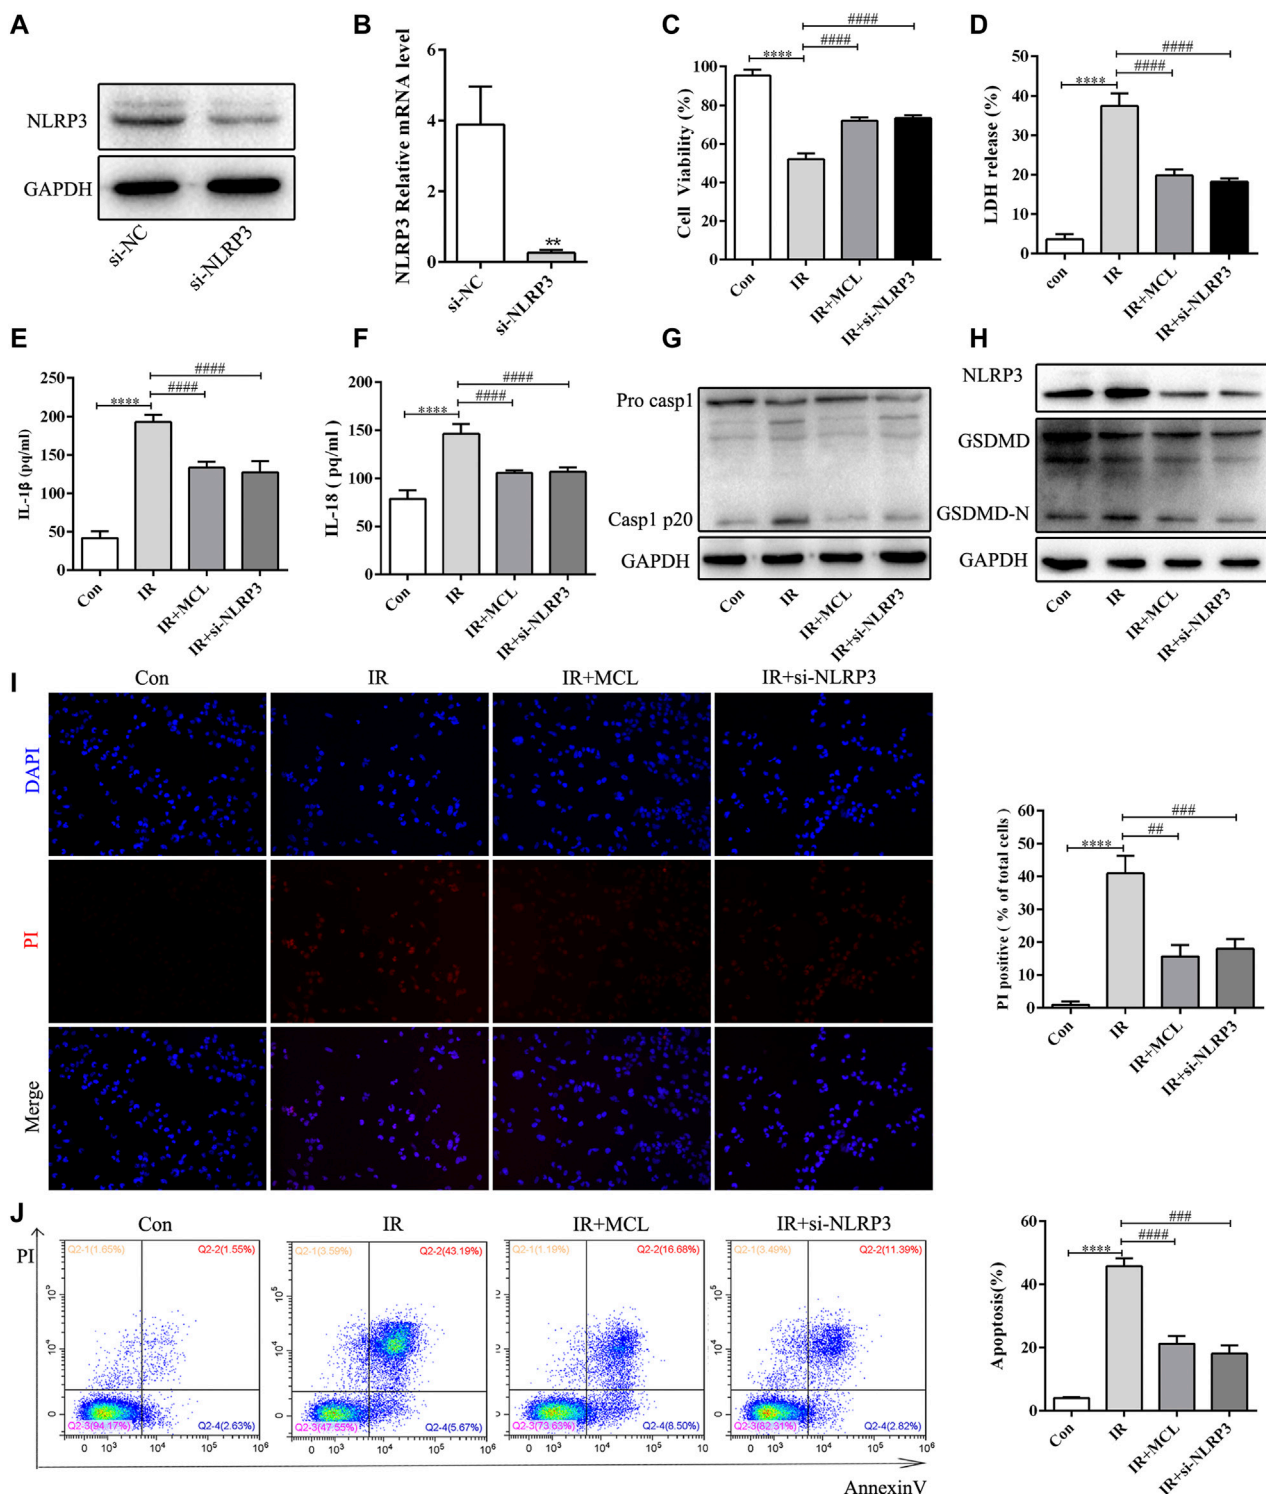 A
NLRP3
GAPDH
si-NC
si-NLRP3
B
NLRP3 Relative mRNA level
6
4
2
0
**
si-NC
si-NLRP3
C
Cell Viability (%)
100
80
60
40
20
0
****
####
####
Con
IR
IR+MCL
IR+si-NLRP3
D
LDH release (%)
50
40
30
20
10
0
****
####
####
con
IR
IR+MCL
IR+si-NLRP3
E
IL-1β (pq/ml)
250
200
150
100
50
0
****
####
####
Con
IR
IR+MCL
IR+si-NLRP3
F
IL-18 ( pq/ml )
200
150
100
50
0
****
####
####
Con
IR
IR+MCL
IR+si-NLRP3
G
Pro casp1
Casp1 p20
GAPDH
Con
IR
IR+MCL
IR+si-NLRP3
H
NLRP3
GSDMD
GSDMD-N
GAPDH
Con
IR
IR+MCL
IR+si-NLRP3
I
Con
IR
IR+MCL
IR+si-NLRP3
DAPI
PI
Merge
PI positive ( % of total cells )
60
50
40
30
20
10
0
****
##
###
Con
IR
IR+MCL
IR+si-NLRP3
J
PI
Con
IR
IR+MCL
IR+si-NLRP3
Q2-1(1.65%)
Q2-2(1.55%)
Q2-3(94.17%)
Q2-4(2.63%)
Q2-1(3.59%)
Q2-2(43.19%)
Q2-3(47.55%)
Q2-4(5.67%)
Q2-1(1.19%)
Q2-2(16.68%)
Q2-3(73.63%)
Q2-4(8.50%)
Q2-1(3.49%)
Q2-2(11.39%)
Q2-3(82.31%)
Q2-4(2.82%)
AnnexinV
Apoptosis(%)
60
40
20
0
****
####
###
Con
IR
IR+MCL
IR+si-NLRP3